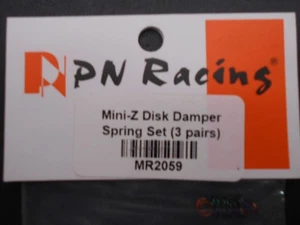 PN Racing®
Mini-Z Disk Damper
Spring Set (3 pairs)
MR2059